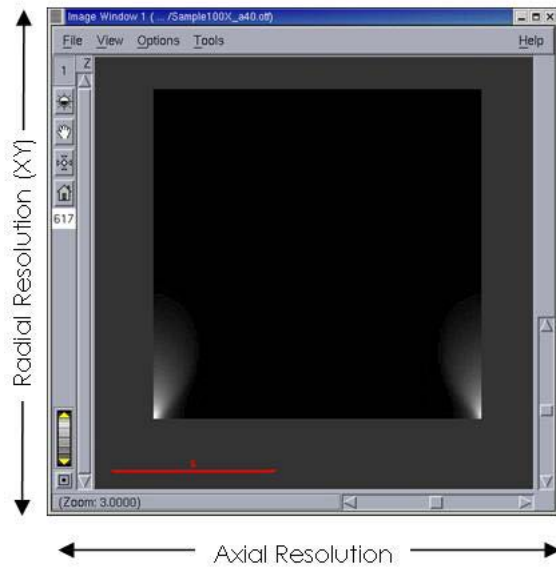 Image Window 1 ( ... /Sample100X_a40.otf)
File View Options Tools Help
1 Z
617
(Zoom: 3.0000)
Radial Resolution (XY)
Axial Resolution